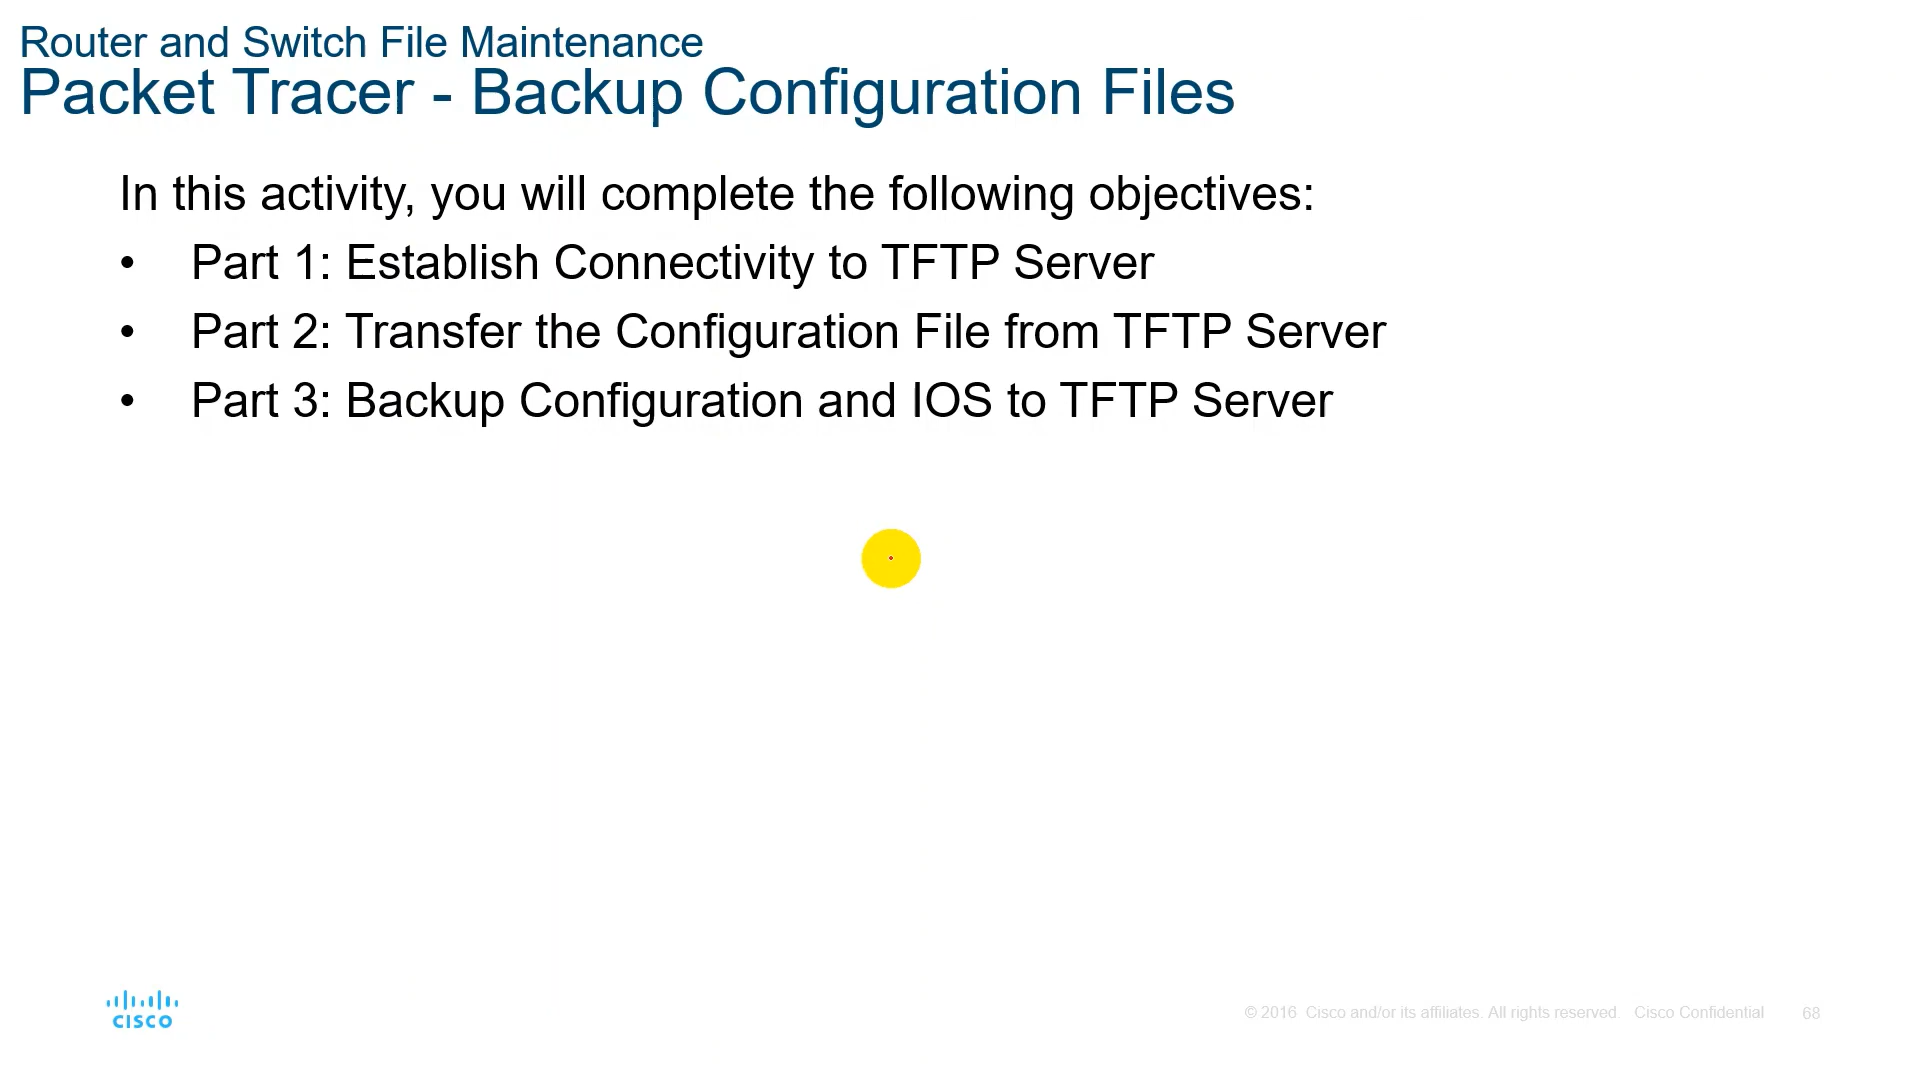 Router and Switch File Maintenance
Packet Tracer - Backup Configuration Files
In this activity, you will complete the following objectives:
• Part 1: Establish Connectivity to TFTP Server
• Part 2: Transfer the Configuration File from TFTP Server
• Part 3: Backup Configuration and IOS to TFTP Server
CISCO
© 2016 Cisco and/or its affiliates. All rights reserved. Cisco Confidential 68